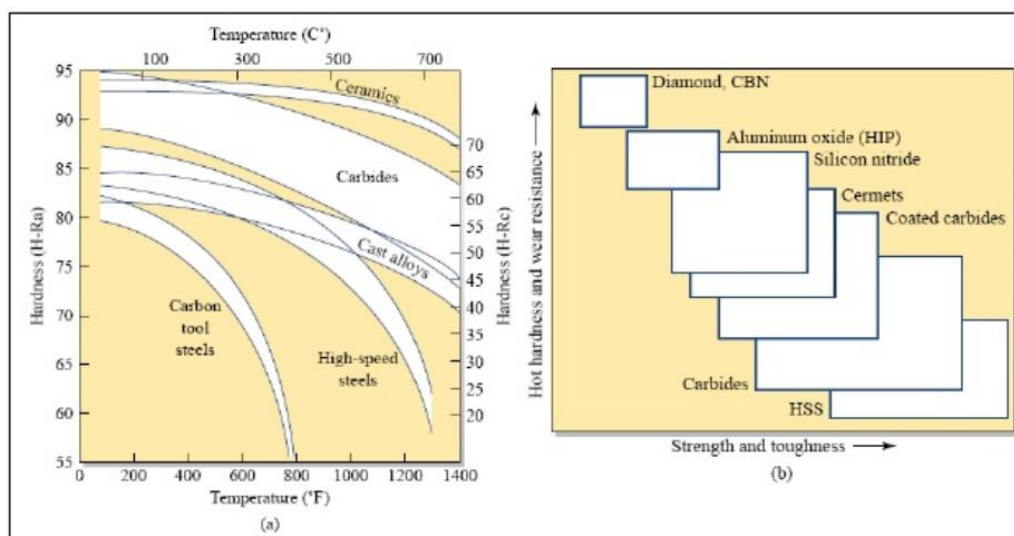 Temperature (C°)
100 300 500 700
95
90
85
80
75
70
65
60
55
Hardness (H-Ra)
Ceramics
Carbides
Cast alloys
Carbon
tool
steels
High-speed
steels
70
65
60
55
50
45
40
35
30
25
20
Hardness (H-Rc)
0 200 400 600 800 1000 1200 1400
Temperature (°F)
(a)
Hot hardness and wear resistance
Diamond, CBN
Aluminum oxide (HIP)
Silicon nitride
Cermets
Coated carbides
Carbides
HSS
Strength and toughness
(b)